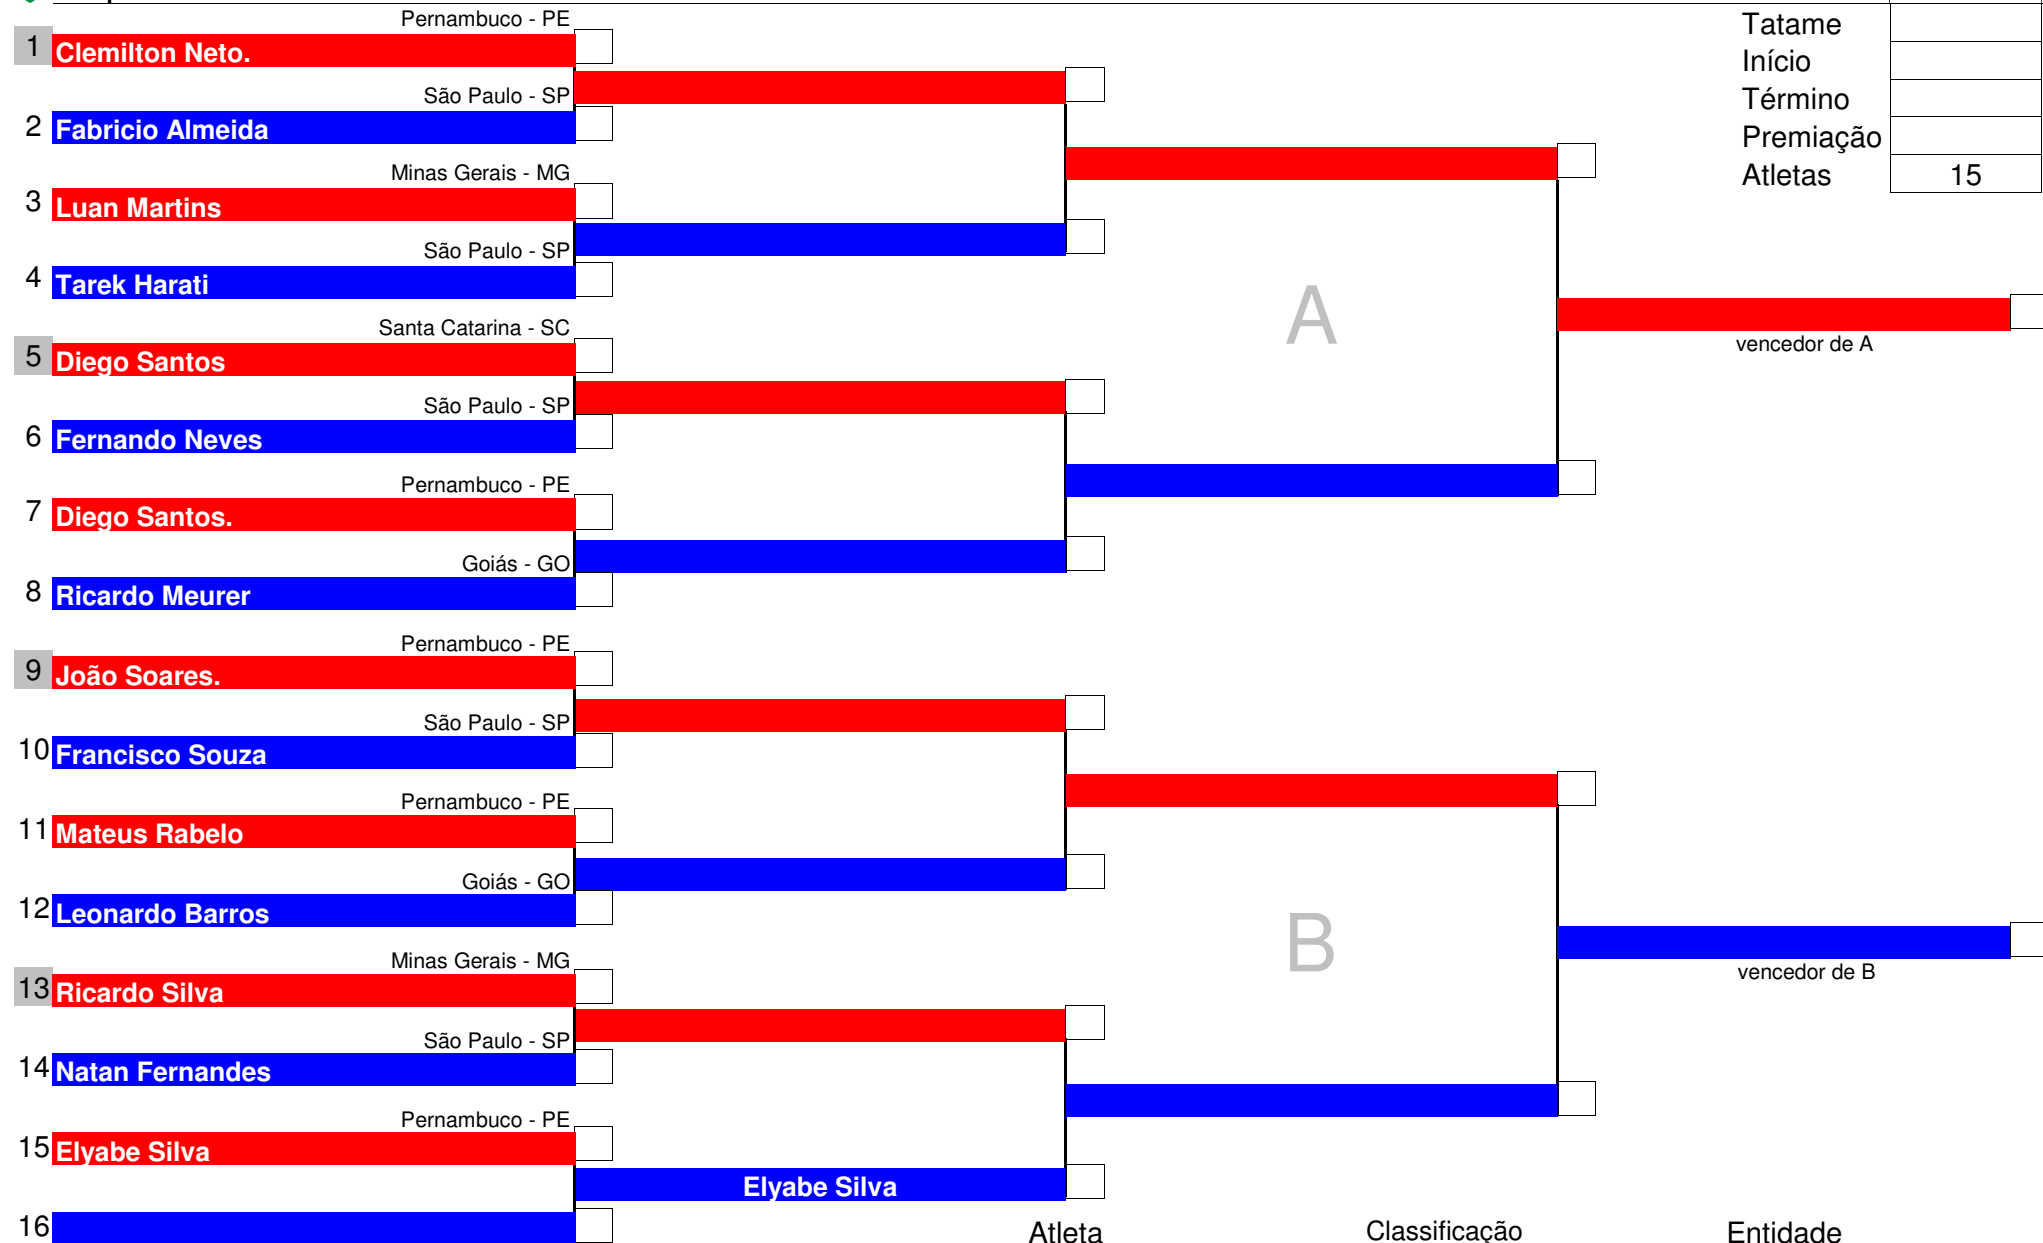 Pernambuco - PE
1 Clemilton Neto.
São Paulo - SP
2 Fabricio Almeida
Minas Gerais - MG
3 Luan Martins
São Paulo - SP
4 Tarek Harati
Santa Catarina - SC
5 Diego Santos
São Paulo - SP
6 Fernando Neves
Pernambuco - PE
7 Diego Santos.
Goiás - GO
8 Ricardo Meurer
Pernambuco - PE
9 João Soares.
São Paulo - SP
10 Francisco Souza
Pernambuco - PE
11 Mateus Rabelo
Goiás - GO
12 Leonardo Barros
Minas Gerais - MG
13 Ricardo Silva
São Paulo - SP
14 Natan Fernandes
Pernambuco - PE
15 Elyabe Silva
16
Elyabe Silva
A
B
Tatame
Início
Término
Premiação
Atletas 15
vencedor de A
vencedor de B
Atleta Classificação Entidade